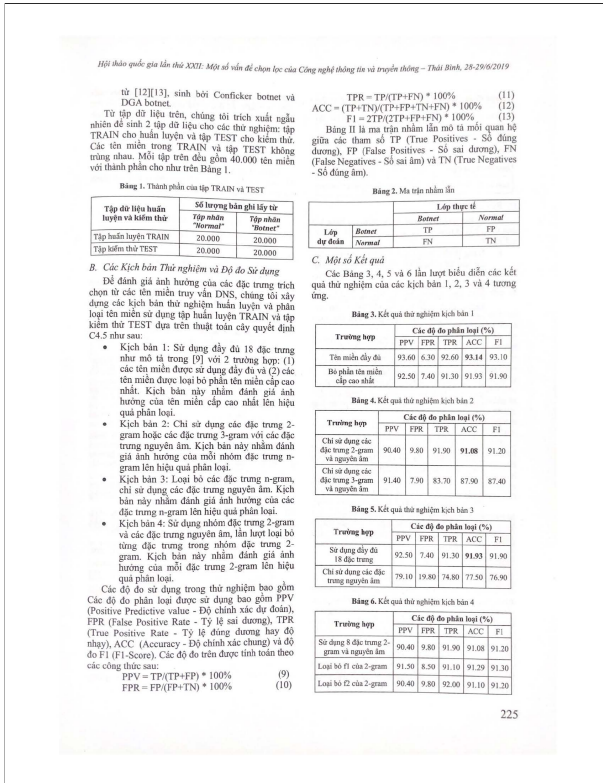 Hội thảo quốc gia lần thứ XXII: Một số vấn đề chọn lọc của Công nghệ thông tin và truyền thông – Thái Bình, 28-29/6/2019
từ [12][13], sinh bởi Conficker botnet và
DGA botnet.
Từ tập dữ liệu trên, chúng tôi trích xuất ngẫu
nhiên để sinh 2 tập dữ liệu cho các thử nghiệm: tập
TRAIN cho huấn luyện và tập TEST cho kiểm thử.
Các tên miền trong TRAIN và tập TEST không
trùng nhau. Mỗi tập trên đều gồm 40.000 tên miền
với thành phần cho như trên Bảng 1.
Bảng 1. Thành phần của tập TRAIN và TEST
Tập dữ liệu huấn luyện và kiểm thử Số lượng bản ghi lấy từ
Tập nhãn "Normal" Tập nhãn "Botnet"
Tập huấn luyện TRAIN 20.000 20.000
Tập kiểm thử TEST 20.000 20.000
B. Các Kịch bản Thử nghiệm và Độ đo Sử dụng
Để đánh giá ảnh hưởng của các đặc trưng trích
chọn từ các tên miền truy vấn DNS, chúng tôi xây
dựng các kịch bản thử nghiệm huấn luyện và phân
loại tên miền sử dụng tập huấn luyện TRAIN và tập
kiểm thử TEST dựa trên thuật toán cây quyết định
C4.5 như sau:
• Kịch bản 1: Sử dụng đầy đủ 18 đặc trưng
như mô tả trong [9] với 2 trường hợp: (1)
các tên miền được sử dụng đầy đủ và (2) các
tên miền được loại bỏ phần tên miền cấp cao
nhất. Kịch bản này nhằm đánh giá ảnh
hưởng của tên miền cấp cao nhất lên hiệu
quả phân loại.
• Kịch bản 2: Chỉ sử dụng các đặc trưng 2-
gram hoặc các đặc trưng 3-gram với các đặc
trưng nguyên âm. Kịch bản này nhằm đánh
giá ảnh hưởng của mỗi nhóm đặc trưng n-
gram lên hiệu quả phân loại.
• Kịch bản 3: Loại bỏ các đặc trưng n-gram,
chỉ sử dụng các đặc trưng nguyên âm. Kịch
bản này nhằm đánh giá ảnh hưởng của các
đặc trưng n-gram lên hiệu quả phân loại.
• Kịch bản 4: Sử dụng nhóm đặc trưng 2-gram
và các đặc trưng nguyên âm, lần lượt loại bỏ
từng đặc trưng trong nhóm đặc trưng 2-
gram. Kịch bản này nhằm đánh giá ảnh
hưởng của mỗi đặc trưng 2-gram lên hiệu
quả phân loại.
Các độ đo sử dụng trong thử nghiệm bao gồm
Các độ đo phân loại được sử dụng bao gồm PPV
(Positive Predictive value - Độ chính xác dự đoán),
FPR (False Positive Rate - Tỷ lệ sai dương), TPR
(True Positive Rate - Tỷ lệ đúng dương hay độ
nhạy), ACC (Accuracy - Độ chính xác chung) và độ
đo F1 (F1-Score). Các độ đo trên được tính toán theo
các công thức sau:
PPV = TP/(TP+FP) * 100% (9)
FPR = FP/(FP+TN) * 100% (10)
TPR = TP/(TP+FN) * 100% (11)
ACC = (TP+TN)/(TP+FP+TN+FN) * 100% (12)
F1 = 2TP/(2TP+FP+FN) * 100% (13)
Bảng II là ma trận nhầm lẫn mô tả mối quan hệ
giữa các tham số TP (True Positives - Số đúng
dương), FP (False Positives - Số sai dương), FN
(False Negatives - Số sai âm) và TN (True Negatives
- Số đúng âm).
Bảng 2. Ma trận nhầm lẫn
Lớp thực tế
Botnet Normal
Lớp dự đoán Botnet TP FP
Normal FN TN
C. Một số Kết quả
Các Bảng 3, 4, 5 và 6 lần lượt biểu diễn các kết
quả thử nghiệm của các kịch bản 1, 2, 3 và 4 tương
ứng.
Bảng 3. Kết quả thử nghiệm kịch bản 1
Trường hợp Các độ đo phân loại (%)
PPV FPR TPR ACC F1
Tên miền đầy đủ 93.60 6.30 92.60 93.14 93.10
Bỏ phần tên miền cấp cao nhất 92.50 7.40 91.30 91.93 91.90
Bảng 4. Kết quả thử nghiệm kịch bản 2
Trường hợp Các độ đo phân loại (%)
PPV FPR TPR ACC F1
Chỉ sử dụng các đặc trưng 2-gram và nguyên âm 90.40 9.80 91.90 91.08 91.20
Chỉ sử dụng các đặc trưng 3-gram và nguyên âm 91.40 7.90 83.70 87.90 87.40
Bảng 5. Kết quả thử nghiệm kịch bản 3
Trường hợp Các độ đo phân loại (%)
PPV FPR TPR ACC F1
Sử dụng đầy đủ 18 đặc trưng 92.50 7.40 91.30 91.93 91.90
Chỉ sử dụng các đặc trưng nguyên âm 79.10 19.80 74.80 77.50 76.90
Bảng 6. Kết quả thử nghiệm kịch bản 4
Trường hợp Các độ đo phân loại (%)
PPV FPR TPR ACC F1
Sử dụng 8 đặc trưng 2-gram và nguyên âm 90.40 9.80 91.90 91.08 91.20
Loại bỏ f1 của 2-gram 91.50 8.50 91.10 91.29 91.30
Loại bỏ f2 của 2-gram 90.40 9.80 92.00 91.10 91.20
225